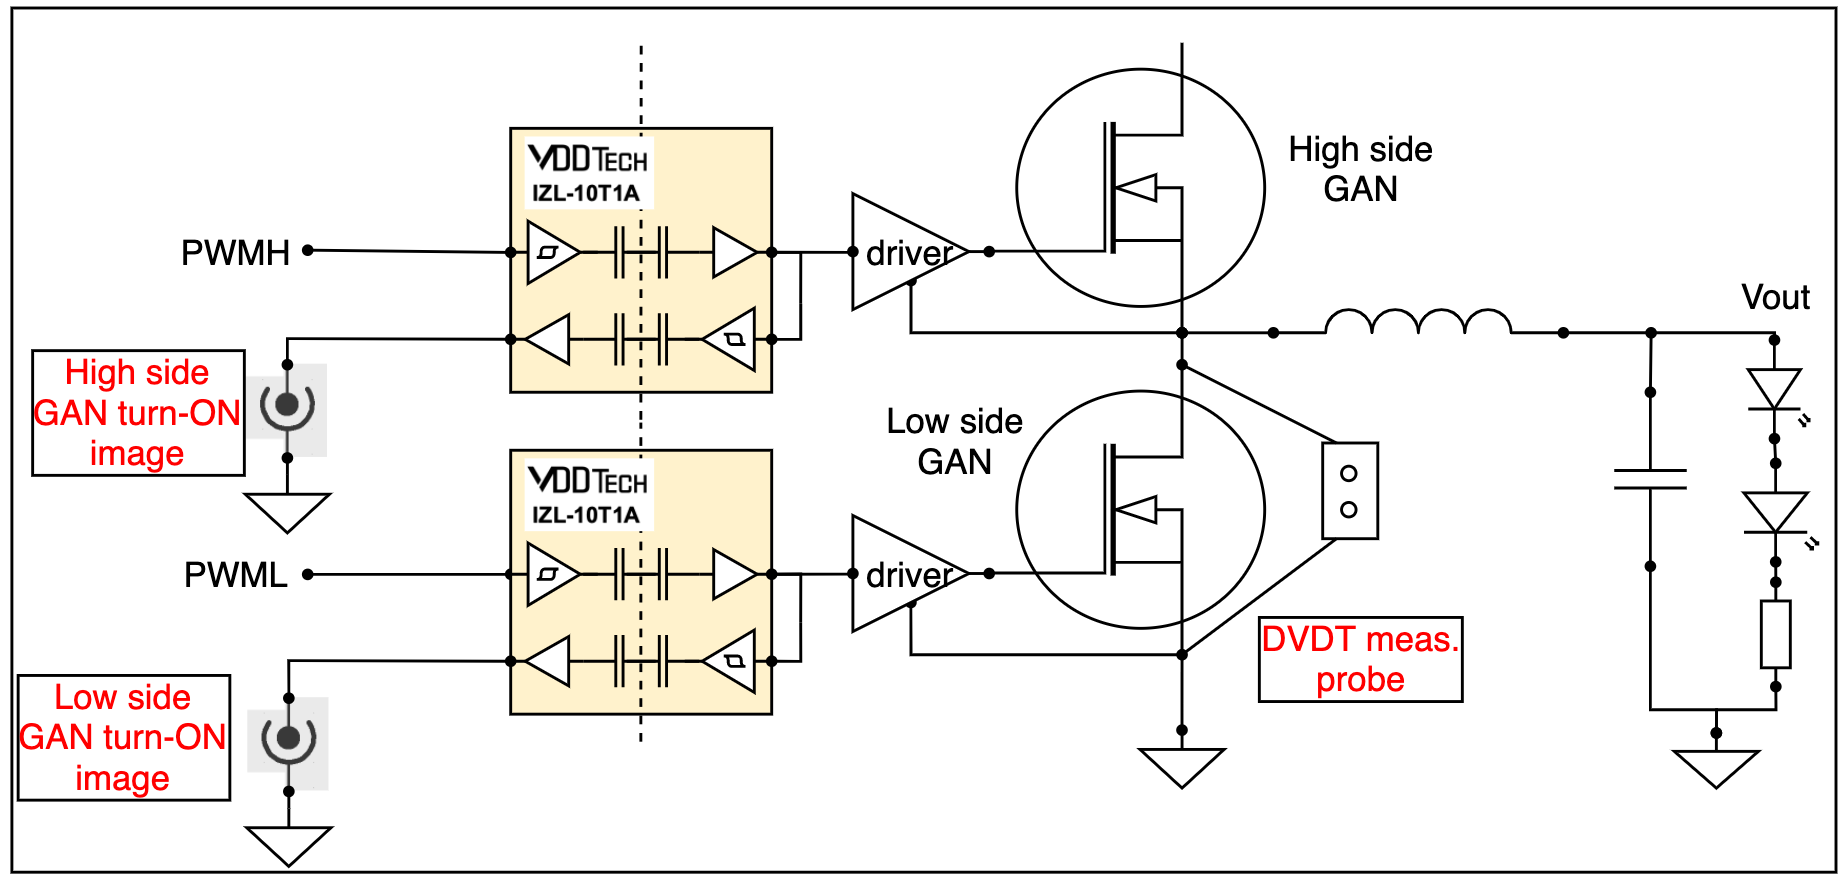 VDDTECH
IZL-10T1A
High side
GAN
PWMH
driver
Vout
High side
GAN turn-ON
image
Low side
GAN
VDDTECH
IZL-10T1A
PWML
driver
DVDT meas.
probe
Low side
GAN turn-ON
image